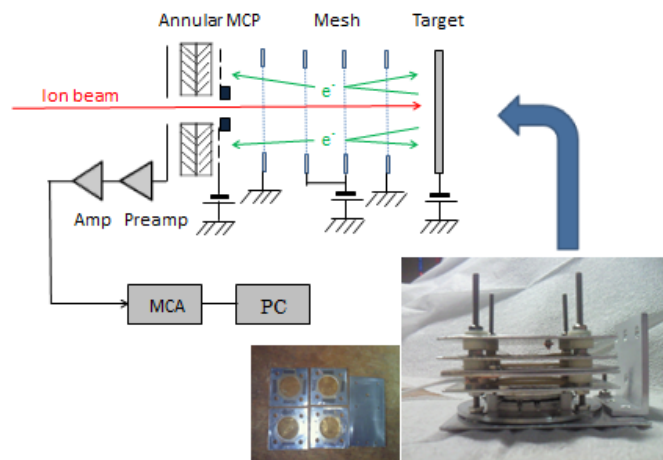 Annular MCP
Mesh
Target
Ion beam
e-
e-
Amp
Preamp
MCA
PC